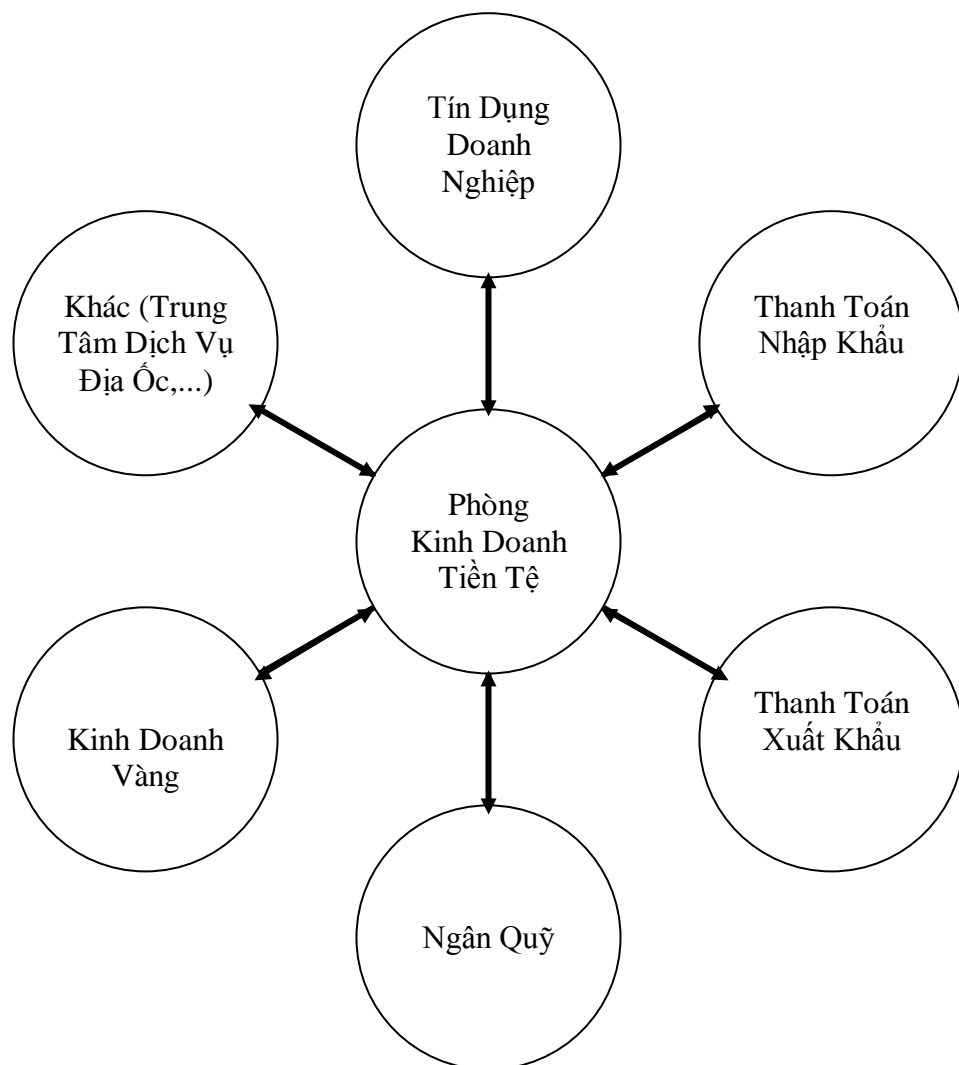 Tín Dụng
Doanh
Nghiệp
Khác (Trung
Tâm Dịch Vụ
Địa Ốc,...)
Thanh Toán
Nhập Khẩu
Phòng
Kinh Doanh
Tiền Tệ
Kinh Doanh
Vàng
Thanh Toán
Xuất Khẩu
Ngân Quỹ